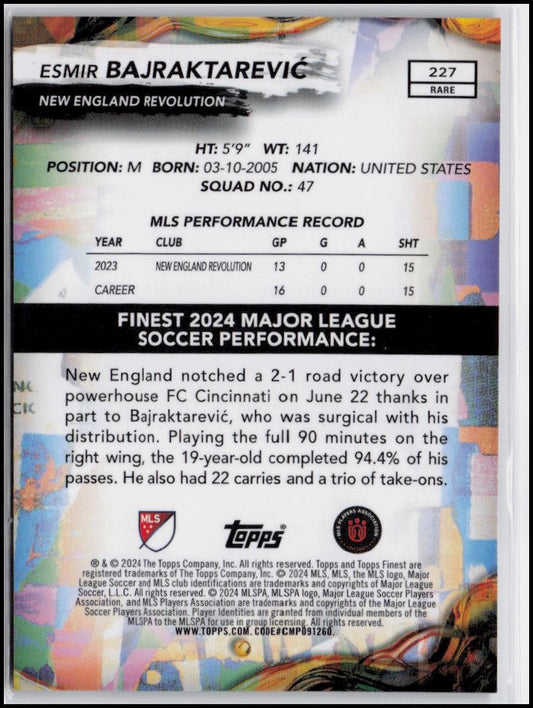 ESMIR BAJRAKTAREVIĆ
227
RARE
NEW ENGLAND REVOLUTION
HT: 5'9" WT: 141
POSITION: M BORN: 03-10-2005 NATION: UNITED STATES
SQUAD NO.: 47
MLS PERFORMANCE RECORD
YEAR CLUB GP G A SHT
2023 NEW ENGLAND REVOLUTION 13 0 0 15
CAREER 16 0 0 15
FINEST 2024 MAJOR LEAGUE
SOCCER PERFORMANCE:
New England notched a 2-1 road victory over
powerhouse FC Cincinnati on June 22 thanks in
part to Bajraktarević, who was surgical with his
distribution. Playing the full 90 minutes on the
right wing, the 19-year-old completed 94.4% of his
passes. He also had 22 carries and a trio of take-ons.
MLS
Topps®
MLS PLAYERS ASSOCIATION
® & © 2024 The Topps Company, Inc. All rights reserved. Topps and Topps Finest are
registered trademarks of The Topps Company, Inc. © 2024 MLS, MLS, the MLS logo, Major
League Soccer and MLS club identifications are trademarks and copyrights of Major League
Soccer, L.L.C. All rights reserved. © 2024 MLSPA, MLSPA logo, Major League Soccer Players
Association, and MLS Players Association are trademarks and copyrights of the Major League
Soccer Players Association. Player Identities are granted from individual members of the
MLSPA to the MLSPA for use in group licensing. All rights reserved.
WWW.TOPPS.COM. CODE#CMP091260.